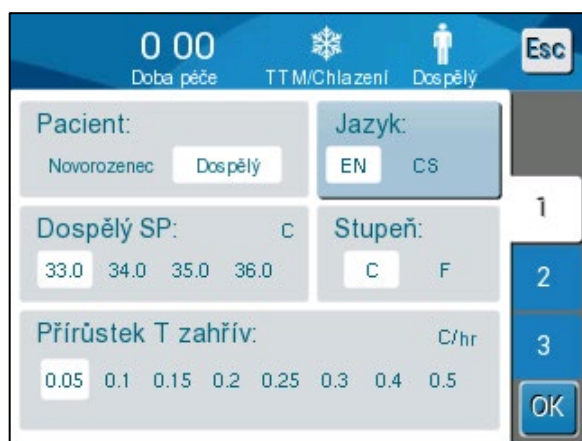 0 00
Doba péče
TTM/Chlazení
Dospělý
Esc
Pacient:
Novorozenec Dospělý
Jazyk:
EN CS
Dospělý SP: C
33.0 34.0 35.0 36.0
Stupeň:
C F
Přírůstek T zahřív: C/hr
0.05 0.1 0.15 0.2 0.25 0.3 0.4 0.5
1
2
3
OK